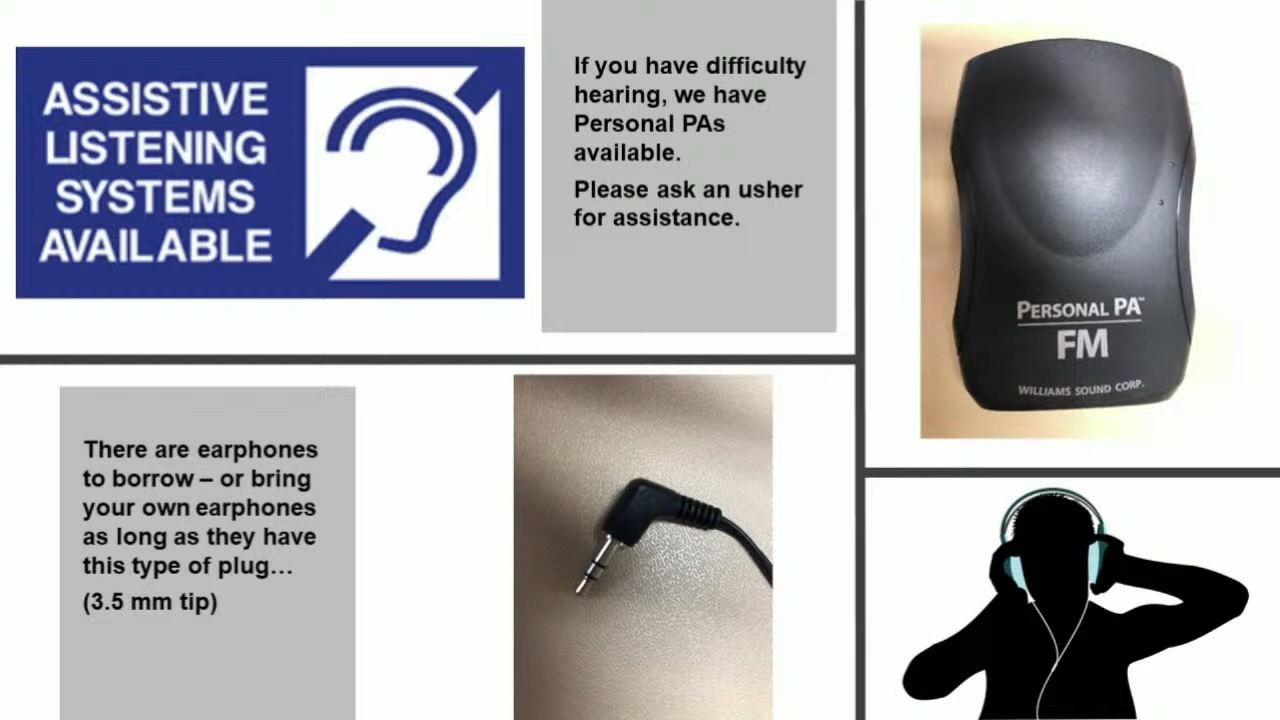 ASSISTIVE
LISTENING
SYSTEMS
AVAILABLE
If you have difficulty
hearing, we have
Personal PAs
available.
Please ask an usher
for assistance.
PERSONAL PA™
FM
WILLIAMS SOUND CORP.
There are earphones
to borrow – or bring
your own earphones
as long as they have
this type of plug…
(3.5 mm tip)